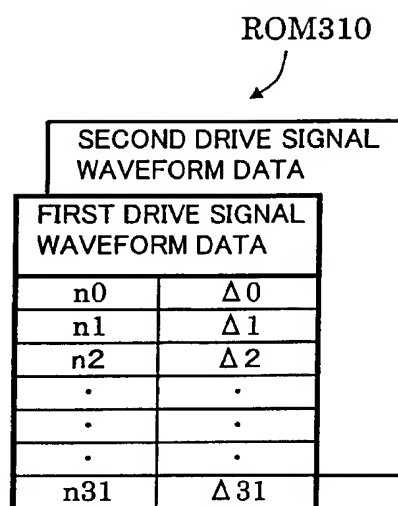 ROM310
SECOND DRIVE SIGNAL
WAVEFORM DATA
FIRST DRIVE SIGNAL
WAVEFORM DATA
n0 Δ0
n1 Δ1
n2 Δ2
· ·
· ·
· ·
n31 Δ31